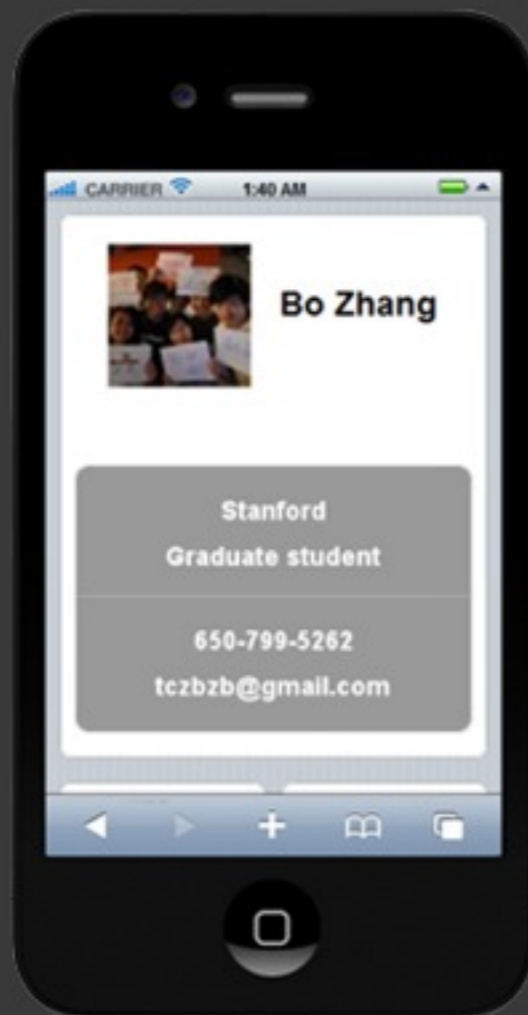 CARRIER 1:40 AM
Bo Zhang
Stanford
Graduate student
650-799-5262
tczbzb@gmail.com